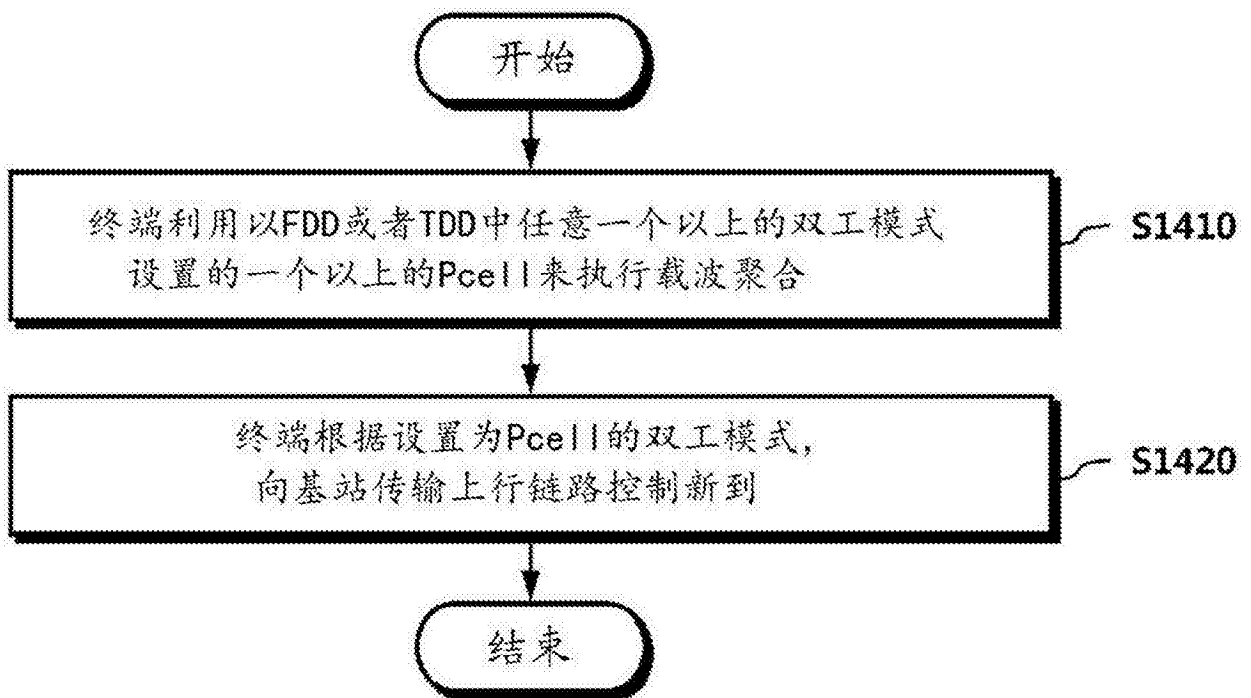 开始
终端利用以FDD或者TDD中任意一个以上的双工模式
设置的一个以上的Pcell来执行载波聚合
S1410
终端根据设置为Pcell的双工模式,
向基站传输上行链路控制新到
S1420
结束